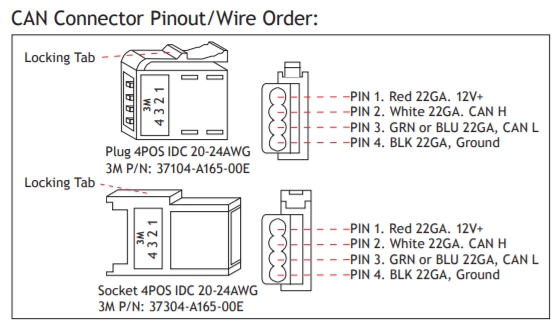 CAN Connector Pinout/Wire Order:
Locking Tab
3M
4 3 2 1
PIN 1. Red 22GA. 12V+
PIN 2. White 22GA. CAN H
PIN 3. GRN or BLU 22GA, CAN L
PIN 4. BLK 22GA, Ground
Plug 4POS IDC 20-24AWG
3M P/N: 37104-A165-00E
Locking Tab
3M
4 3 2 1
PIN 1. Red 22GA. 12V+
PIN 2. White 22GA. CAN H
PIN 3. GRN or BLU 22GA, CAN L
PIN 4. BLK 22GA, Ground
Socket 4POS IDC 20-24AWG
3M P/N: 37304-A165-00E